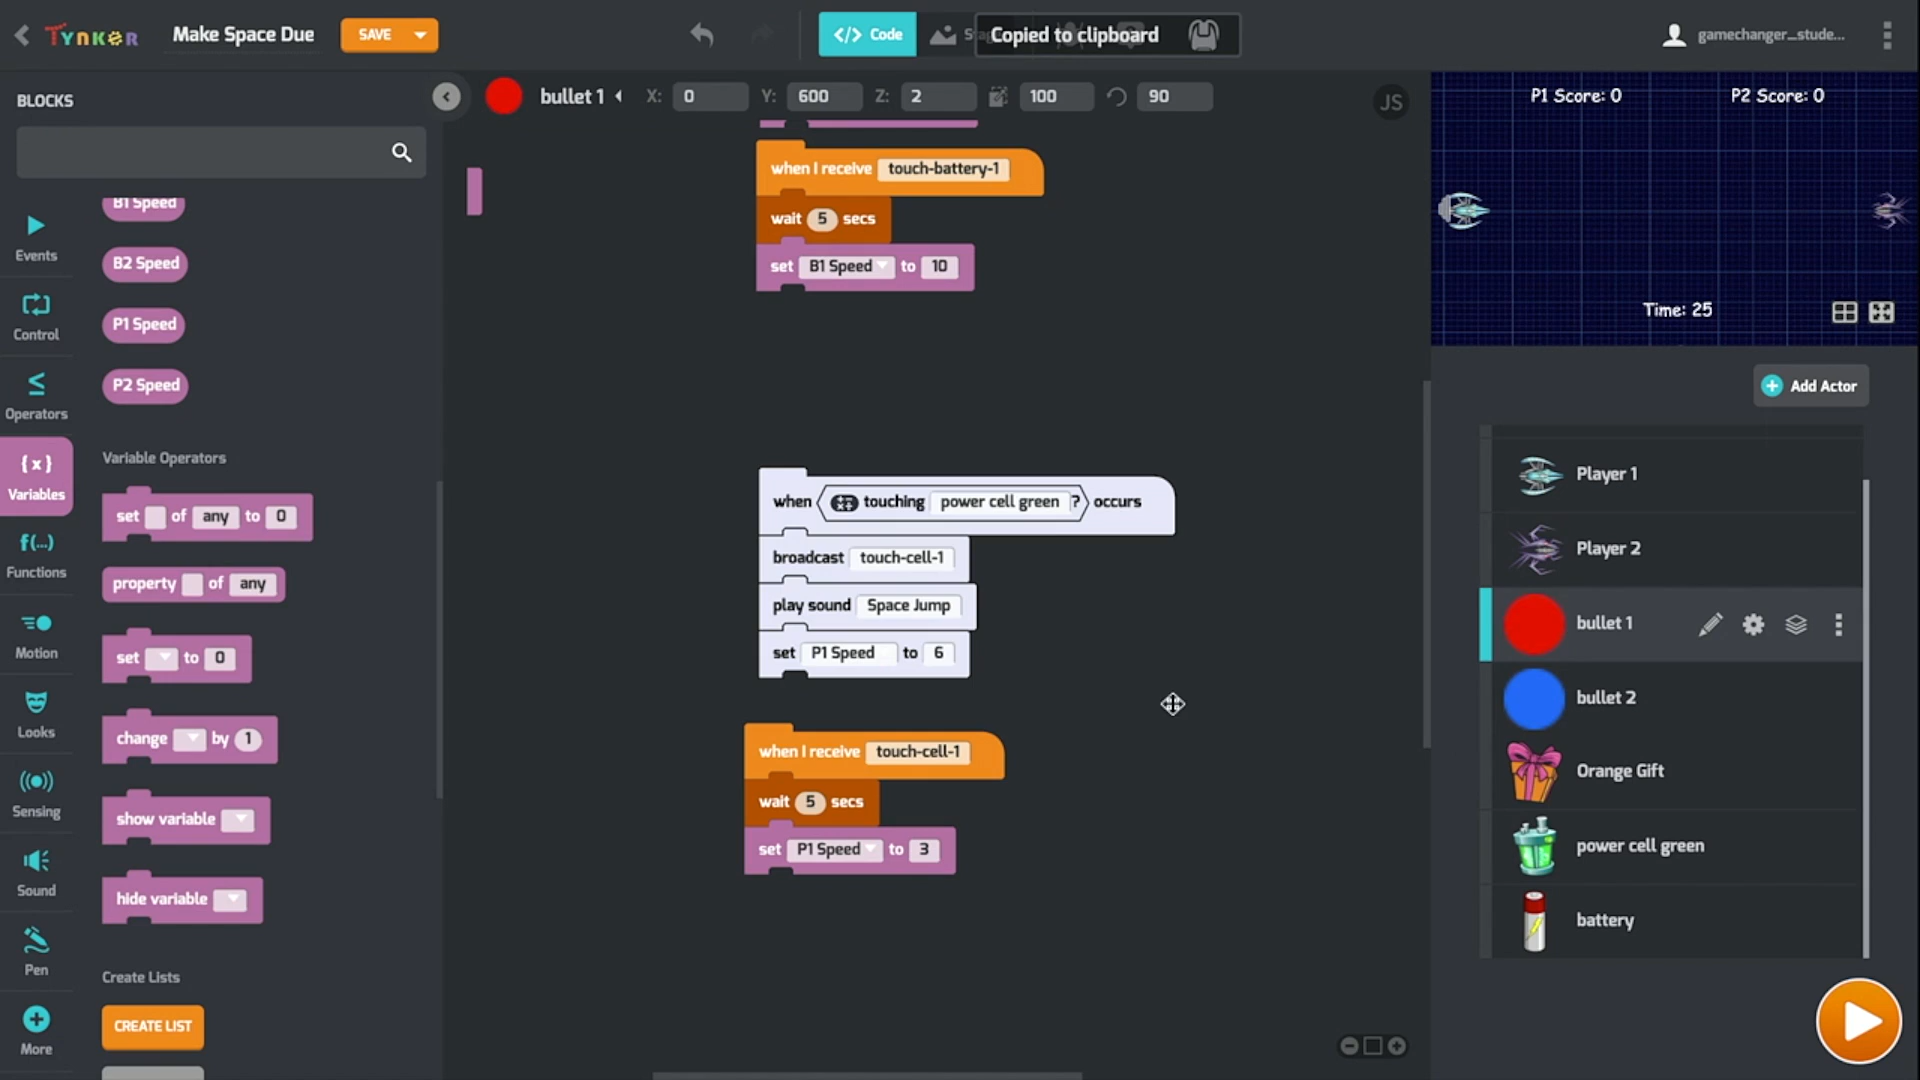 TYNKER
Make Space Due
SAVE
</> Code
Copied to clipboard
gamechanger_stude...
BLOCKS
bullet 1
X: 0
Y: 600
Z: 2
100
90
JS
P1 Score: 0
P2 Score: 0
Time: 25
Events
Control
Operators
{x}
Variables
f(...)
Functions
Motion
Looks
Sensing
Sound
Pen
More
B1 Speed
B2 Speed
P1 Speed
P2 Speed
Variable Operators
set of any to 0
property of any
set to 0
change by 1
show variable
hide variable
Create Lists
CREATE LIST
when I receive touch-battery-1
wait 5 secs
set B1 Speed to 10
when touching power cell green ? occurs
broadcast touch-cell-1
play sound Space Jump
set P1 Speed to 6
when I receive touch-cell-1
wait 5 secs
set P1 Speed to 3
Add Actor
Player 1
Player 2
bullet 1
bullet 2
Orange Gift
power cell green
battery